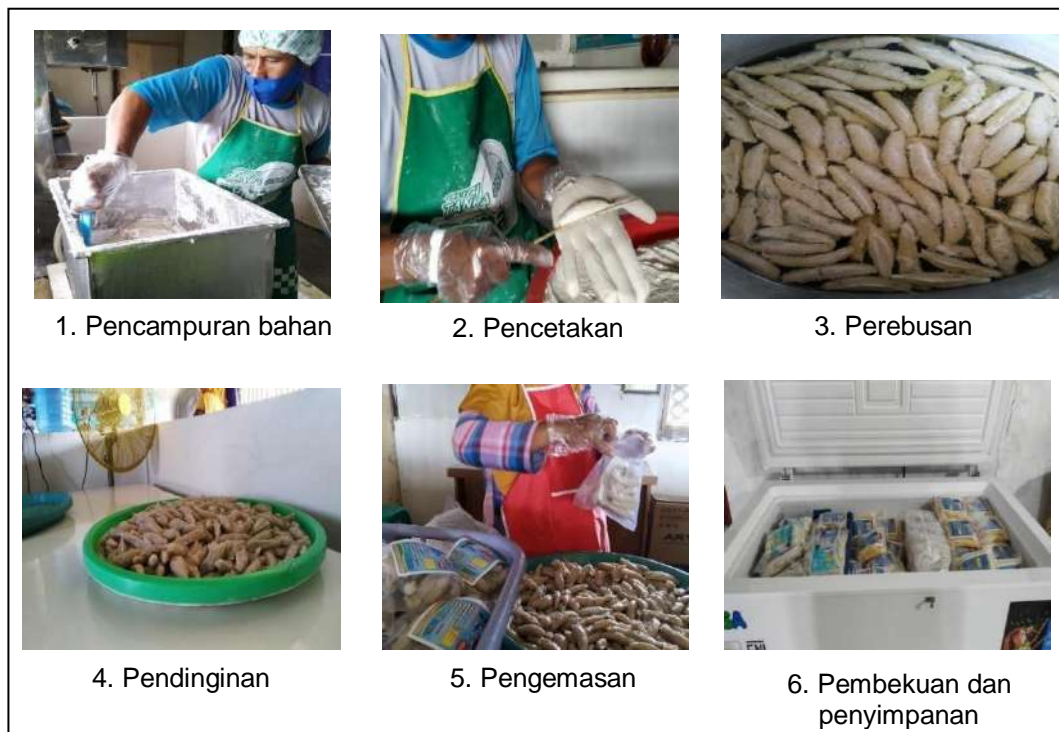 1. Pencampuran bahan
2. Pencetakan
3. Perebusan
4. Pendinginan
5. Pengemasan
6. Pembekuan dan
penyimpanan